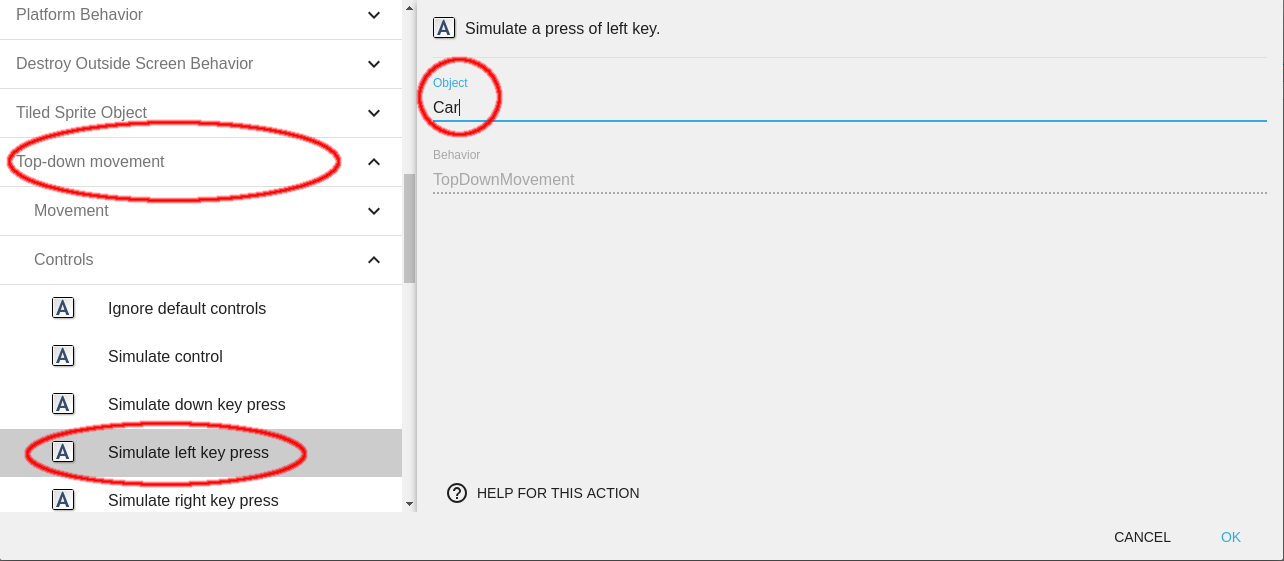 Platform Behavior
Destroy Outside Screen Behavior
Tiled Sprite Object
Top-down movement
Movement
Controls
A Ignore default controls
A Simulate control
A Simulate down key press
A Simulate left key press
A Simulate right key press
A Simulate a press of left key.
Object
Car
Behavior
TopDownMovement
? HELP FOR THIS ACTION
CANCEL OK